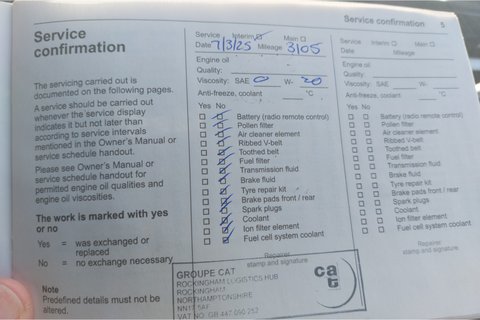 Service confirmation 5
Service
confirmation
The servicing carried out is
documented on the following pages.
A service should be carried out
whenever the service display
indicates it but not later than
according to service intervals
mentioned in the Owner's Manual or
service schedule handout.
Please see Owner's Manual or
service schedule handout for
permitted engine oil qualities and
engine oil viscosities.
The work is marked with yes
or no
Yes = was exchanged or
replaced
No = no exchange necessary
Note
Predefined details must not be
altered.
Service Interim Main
Date 7/3/25 Mileage 3105
Engine oil
Quality:
Viscosity: SAE 0 W- 20
Anti-freeze, coolant °C
Yes No
Battery (radio remote control)
Pollen filter
Air cleaner element
Ribbed V-belt
Toothed belt
Fuel filter
Transmission fluid
Brake fluid
Tyre repair kit
Brake pads front / rear
Spark plugs
Coolant
Ion filter element
Fuel cell system coolant
Repairer
stamp and signature
GROUPE CAT
ROCKINGHAM LOGISTICS HUB
ROCKINGHAM
NORTHAMPTONSHIRE
NN17 5AF
VAT NO. GB 447 090 252
cat
Service Interim Main
Date Mileage
Engine oil
Quality:
Viscosity: SAE W-
Anti-freeze, coolant °C
Yes No
Battery (radio remote control)
Pollen filter
Air cleaner element
Ribbed V-belt
Toothed belt
Fuel filter
Transmission fluid
Brake fluid
Tyre repair kit
Brake pads front / rear
Spark plugs
Coolant
Ion filter element
Fuel cell system coolant
Repairer
stamp and signature